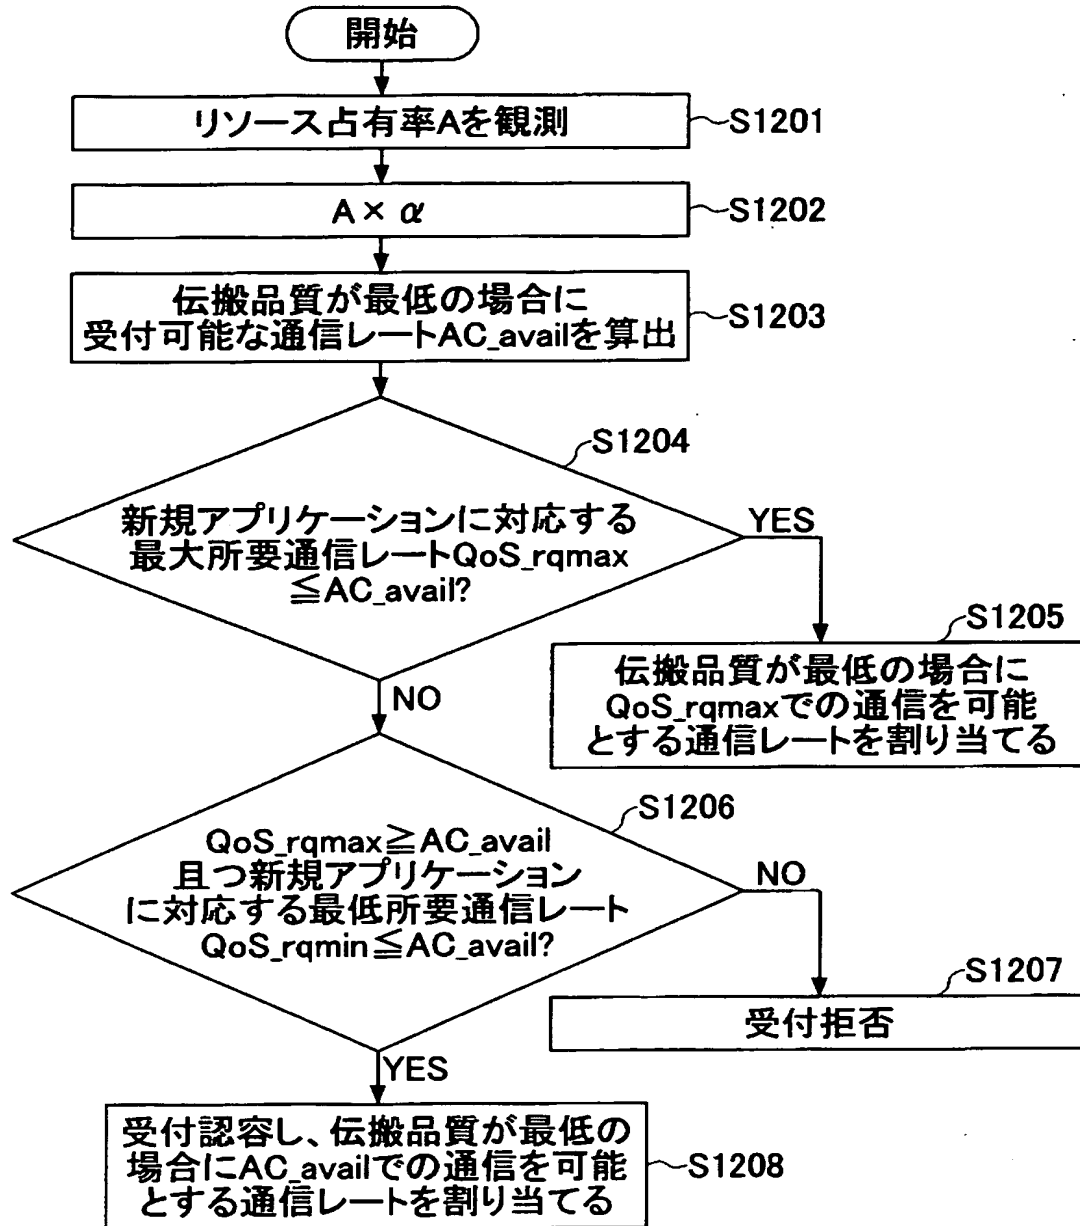 開始
リソース占有率Aを観測
S1201
A × α
S1202
伝搬品質が最低の場合に
受付可能な通信レートAC_availを算出
S1203
S1204
新規アプリケーションに対応する
最大所要通信レートQoS_rqmax
≦AC_avail?
YES
S1205
伝搬品質が最低の場合に
QoS_rqmaxでの通信を可能
とする通信レートを割り当てる
NO
S1206
QoS_rqmax≧AC_avail
且つ新規アプリケーション
に対応する最低所要通信レート
QoS_rqmin≦AC_avail?
NO
S1207
受付拒否
YES
受付認容し、伝搬品質が最低の
場合にAC_availでの通信を可能
とする通信レートを割り当てる
S1208